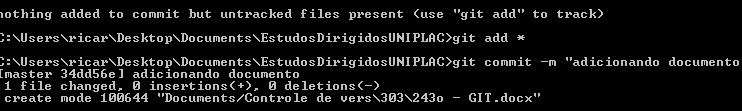 nothing added to commit but untracked files present (use "git add" to track)
C:\Users\ricar\Desktop\Documents\EstudosDirigidosUNIPLAC>git add *
C:\Users\ricar\Desktop\Documents\EstudosDirigidosUNIPLAC>git commit -m "adicionando documento
[master 34dd56e] adicionando documento
1 file changed, 0 insertions(+), 0 deletions(-)
create mode 100644 "Documents/Controle de vers\303\243o - GIT.docx"